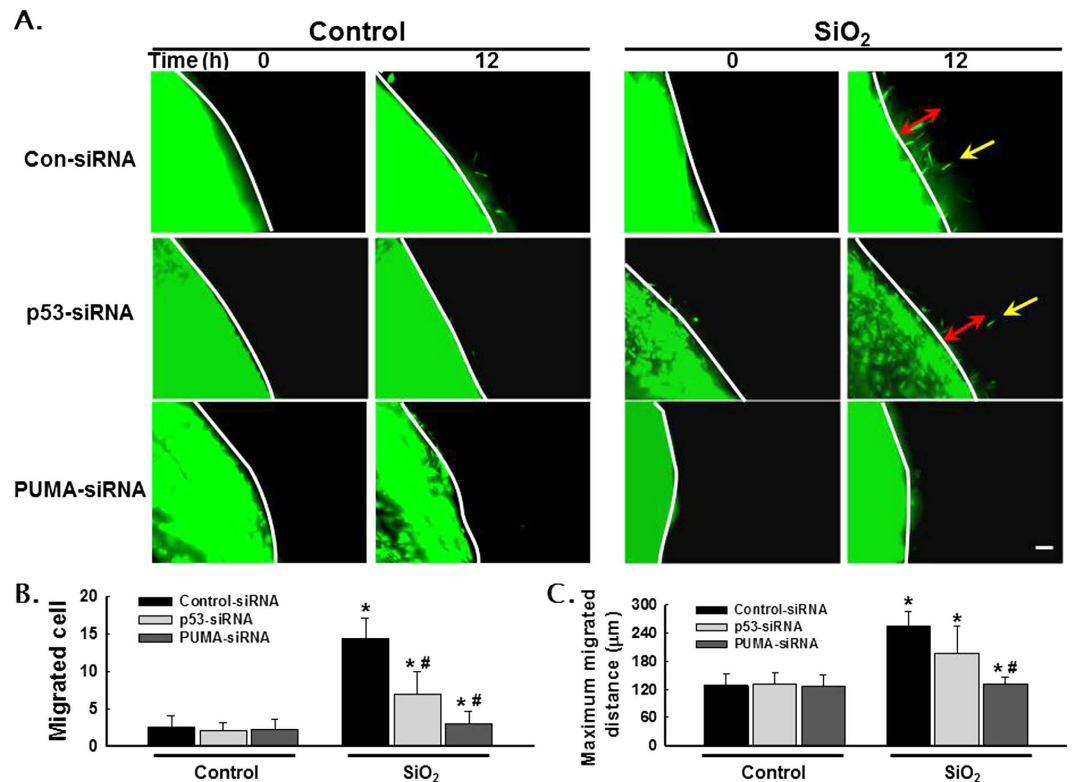 A.
Control
SiO₂
Time (h) 0 12 0 12
Con-siRNA
p53-siRNA
PUMA-siRNA
B.
Migrated cell
20
15
10
5
0
Control-siRNA
p53-siRNA
PUMA-siRNA
*
* #
* #
Control
SiO₂
C.
Maximum migrated
distance (μm)
300
240
180
120
60
0
Control-siRNA
p53-siRNA
PUMA-siRNA
*
*
* #
Control
SiO₂